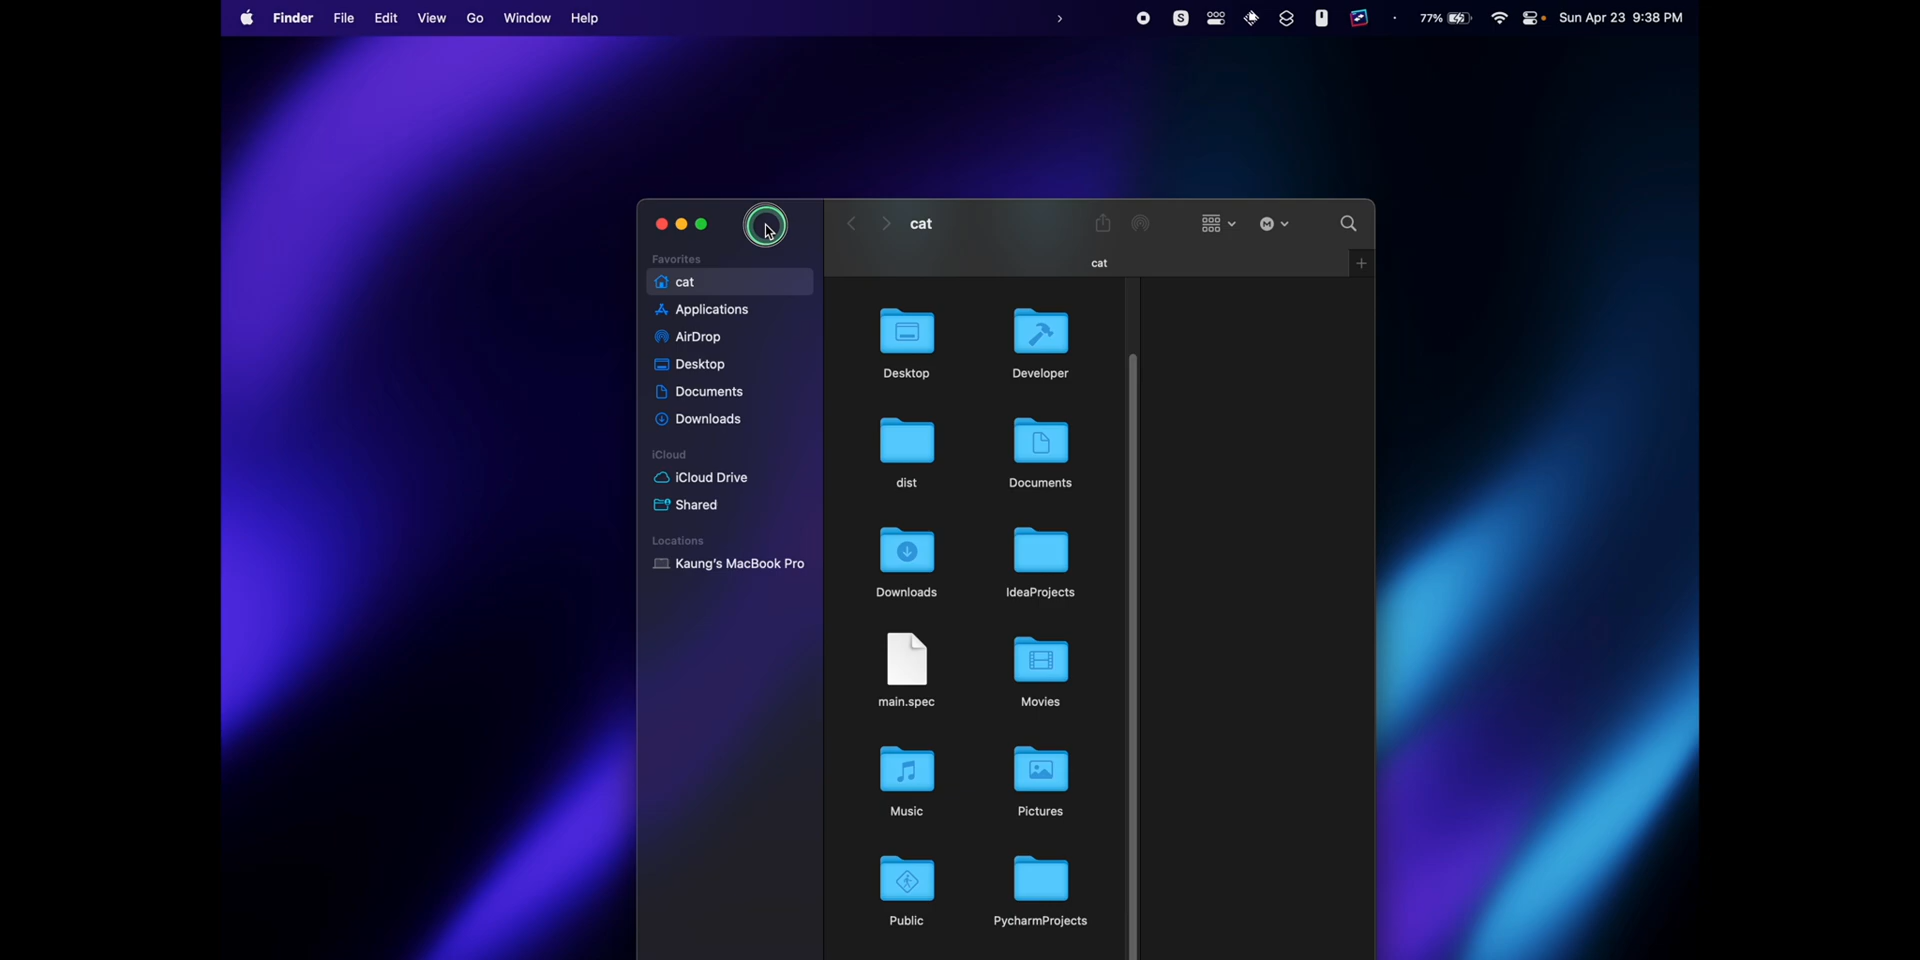 Finder File Edit View Go Window Help 77% Sun Apr 23 9:38 PM
cat
cat
Favorites
cat
Applications
AirDrop
Desktop
Documents
Downloads
iCloud
iCloud Drive
Shared
Locations
Kaung's MacBook Pro
Desktop Developer
dist Documents
Downloads IdeaProjects
main.spec Movies
Music Pictures
Public PycharmProjects